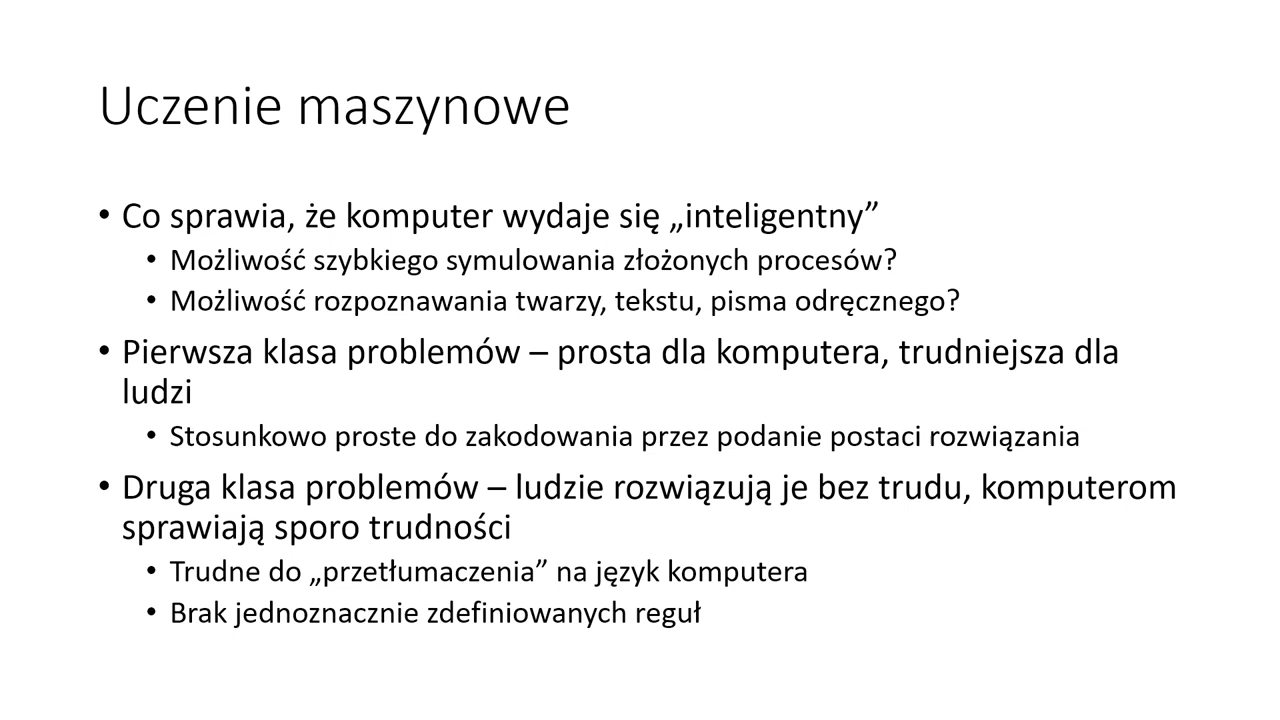 Uczenie maszynowe
• Co sprawia, że komputer wydaje się „inteligentny”
• Możliwość szybkiego symulowania złożonych procesów?
• Możliwość rozpoznawania twarzy, tekstu, pisma odręcznego?
• Pierwsza klasa problemów – prosta dla komputera, trudniejsza dla
ludzi
• Stosunkowo proste do zakodowania przez podanie postaci rozwiązania
• Druga klasa problemów – ludzie rozwiązują je bez trudu, komputerom
sprawiają sporo trudności
• Trudne do „przetłumaczenia” na język komputera
• Brak jednoznacznie zdefiniowanych reguł